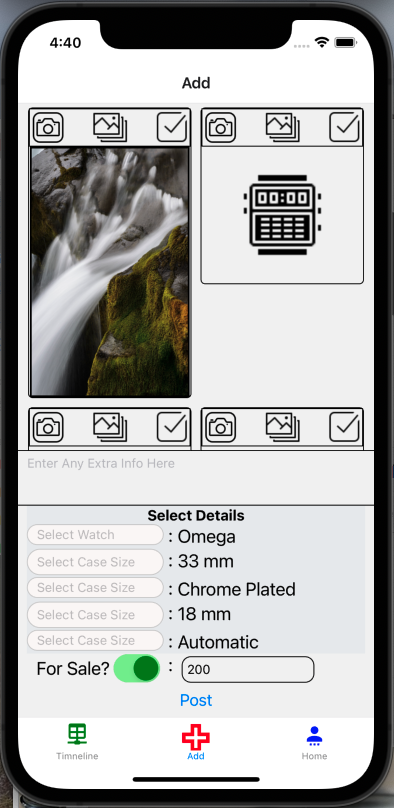 4:40
Add
00:00
Enter Any Extra Info Here
Select Details
Select Watch : Omega
Select Case Size : 33 mm
Select Case Size : Chrome Plated
Select Case Size : 18 mm
Select Case Size : Automatic
For Sale? : 200
Post
Timneline Add Home